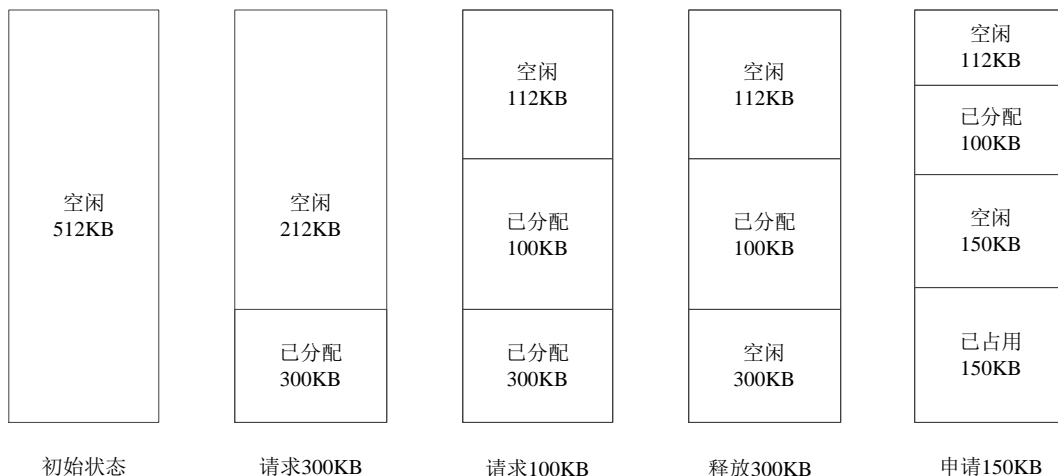 空闲
512KB
初始状态
空闲
212KB
已分配
300KB
请求300KB
空闲
112KB
已分配
100KB
已分配
300KB
请求100KB
空闲
112KB
已分配
100KB
空闲
300KB
释放300KB
空闲
112KB
已分配
100KB
空闲
150KB
已占用
150KB
申请150KB